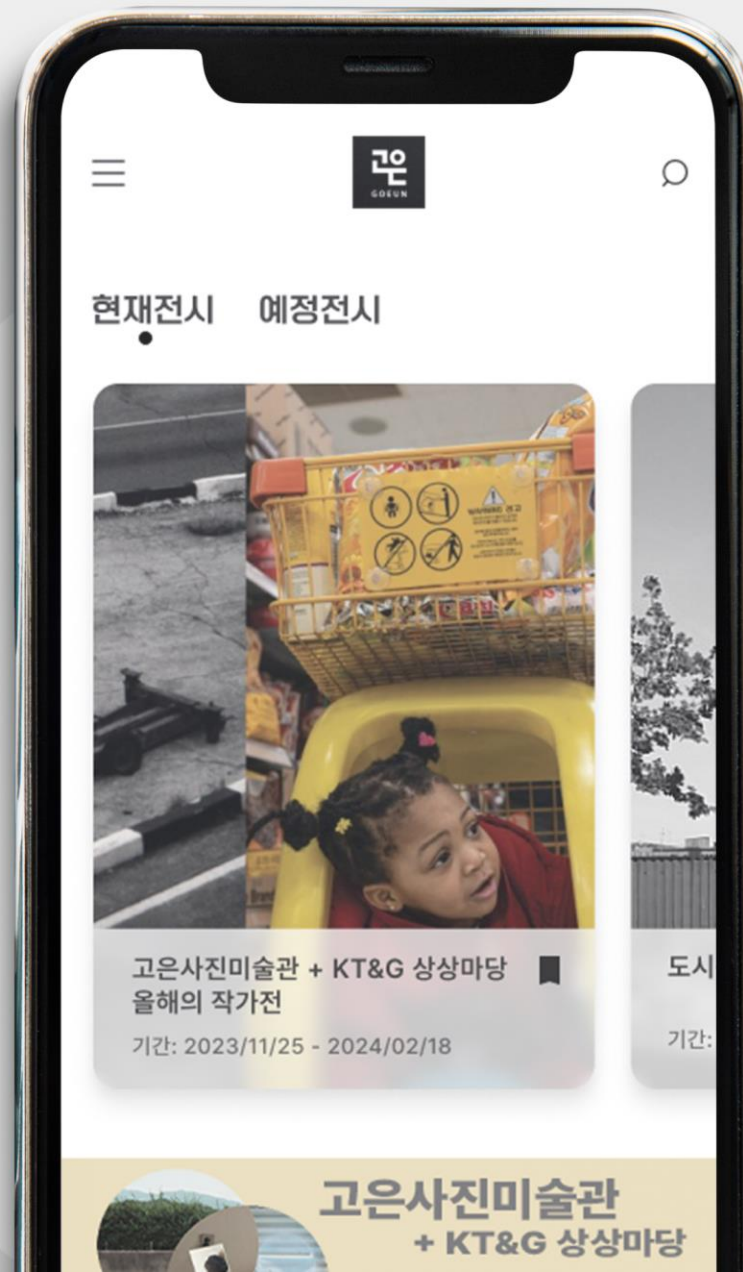 고은
GOEUN
현재전시 예정전시
고은사진미술관 + KT&G 상상마당
올해의 작가전
기간: 2023/11/25 - 2024/02/18
도시
기간:
고은사진미술관
+ KT&G 상상마당